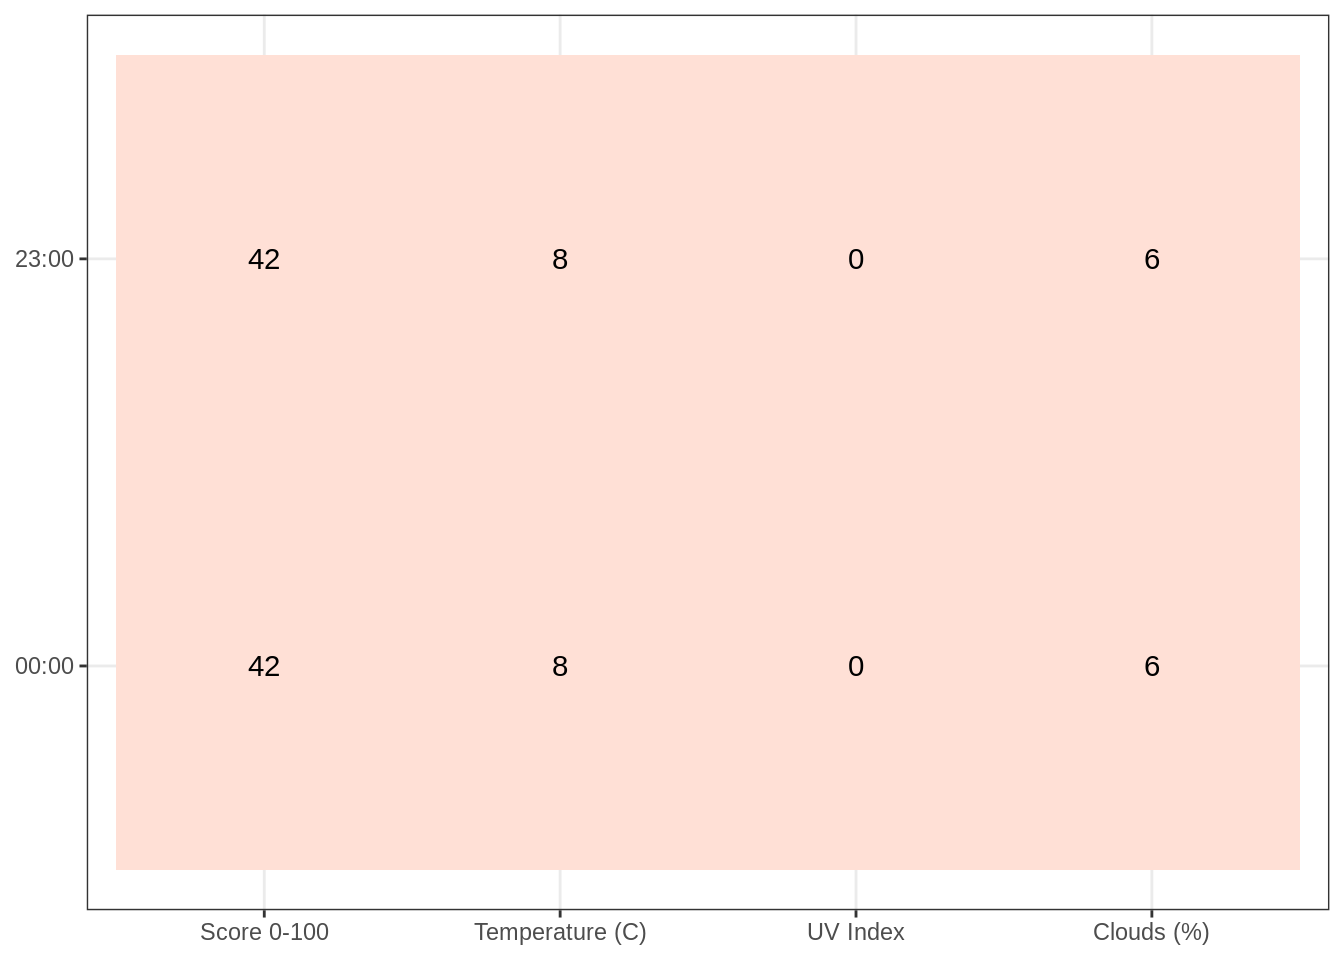 23:00 42 8 0 6
00:00 42 8 0 6
Score 0-100 Temperature (C) UV Index Clouds (%)